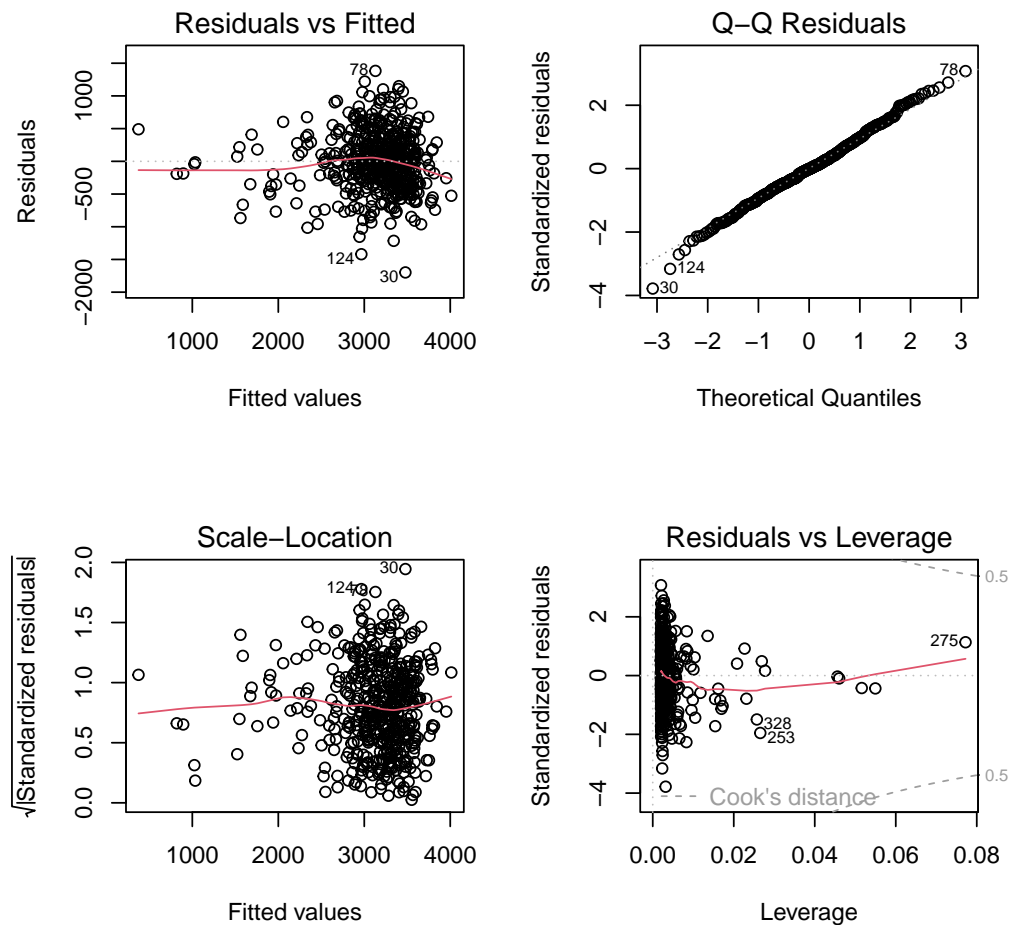 Residuals vs Fitted
Residuals
1000
−500
−2000
78
124
30
1000 2000 3000 4000
Fitted values
Q−Q Residuals
Standardized residuals
2
0
−2
−4
78
124
30
−3 −2 −1 0 1 2 3
Theoretical Quantiles
Scale−Location
√|Standardized residuals|
2.0
1.5
1.0
0.5
0.0
30
124
78
1000 2000 3000 4000
Fitted values
Residuals vs Leverage
Standardized residuals
2
0
−2
−4
0.5
275
328
253
0.5
Cook's distance
0.00 0.02 0.04 0.06 0.08
Leverage